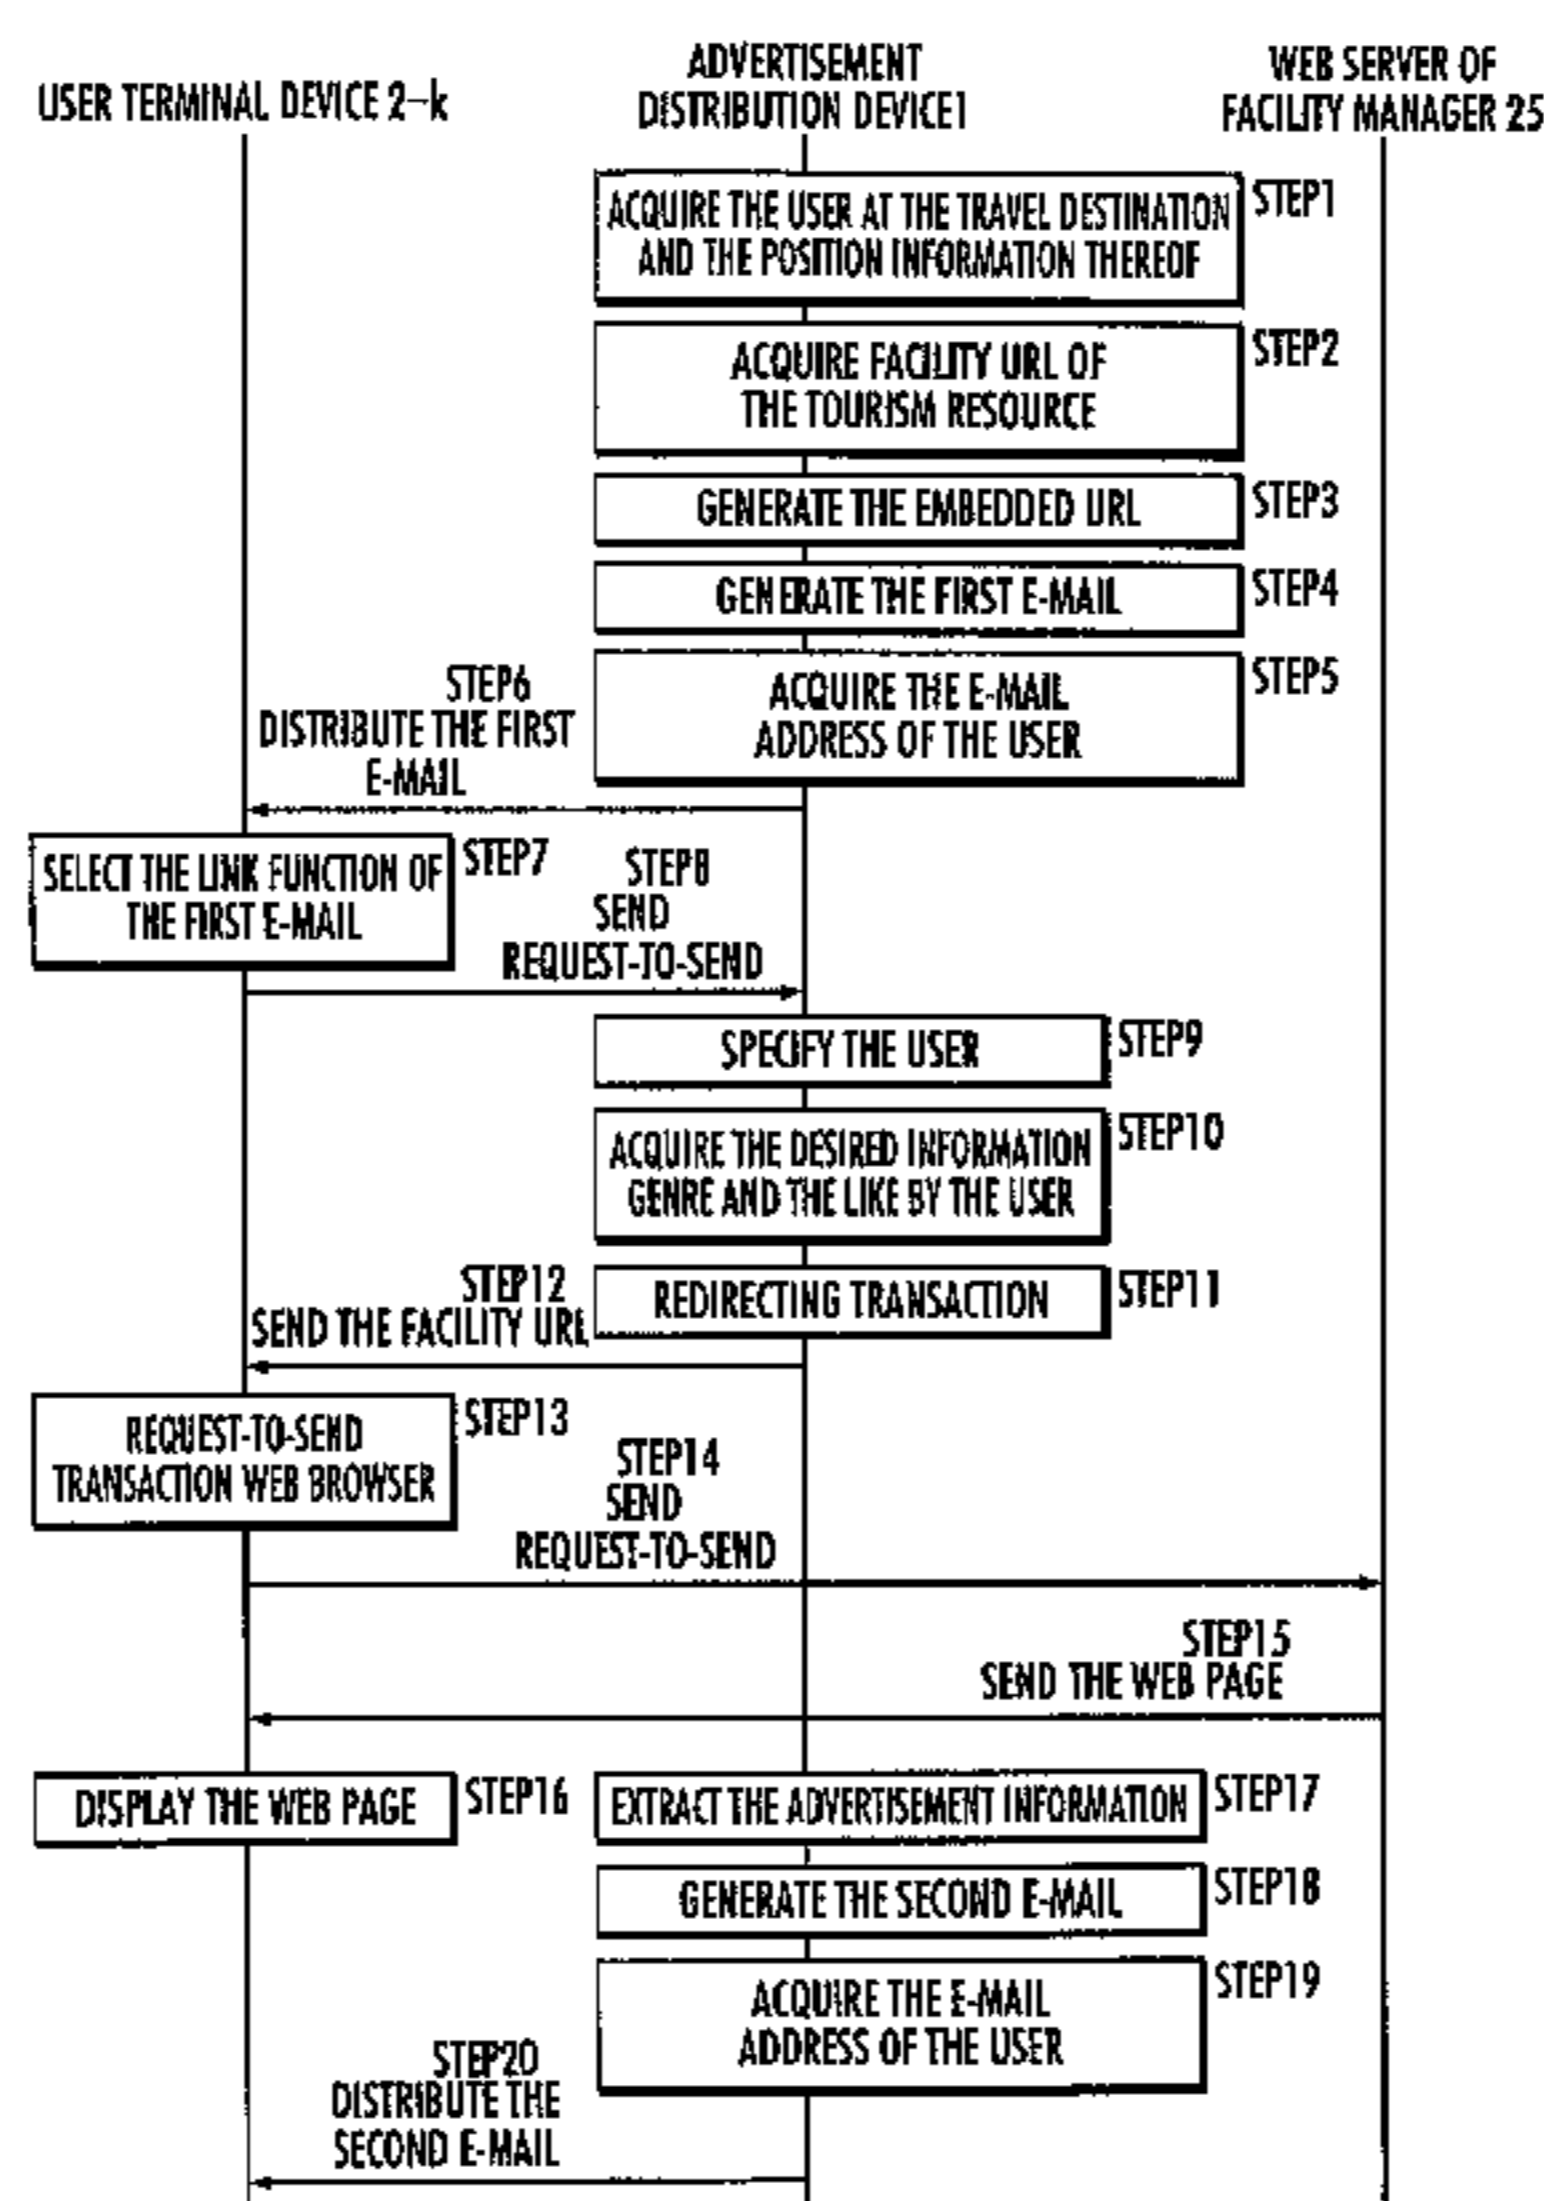 USER TERMINAL DEVICE 2-k
ADVERTISEMENT
DISTRIBUTION DEVICE1
WEB SERVER OF
FACILITY MANAGER 25
ACQUIRE THE USER AT THE TRAVEL DESTINATION
AND THE POSITION INFORMATION THEREOF
STEP1
ACQUIRE FACILITY URL OF
THE TOURISM RESOURCE
STEP2
GENERATE THE EMBEDDED URL
STEP3
GENERATE THE FIRST E-MAIL
STEP4
ACQUIRE THE E-MAIL
ADDRESS OF THE USER
STEP5
STEP6
DISTRIBUTE THE FIRST
E-MAIL
SELECT THE LINK FUNCTION OF
THE FIRST E-MAIL
STEP7
STEP8
SEND
REQUEST-TO-SEND
SPECIFY THE USER
STEP9
ACQUIRE THE DESIRED INFORMATION
GENRE AND THE LIKE BY THE USER
STEP10
REDIRECTING TRANSACTION
STEP11
STEP12
SEND THE FACILITY URL
REQUEST-TO-SEND
TRANSACTION WEB BROWSER
STEP13
STEP14
SEND
REQUEST-TO-SEND
STEP15
SEND THE WEB PAGE
DISPLAY THE WEB PAGE
STEP16
EXTRACT THE ADVERTISEMENT INFORMATION
STEP17
GENERATE THE SECOND E-MAIL
STEP18
ACQUIRE THE E-MAIL
ADDRESS OF THE USER
STEP19
STEP20
DISTRIBUTE THE
SECOND E-MAIL